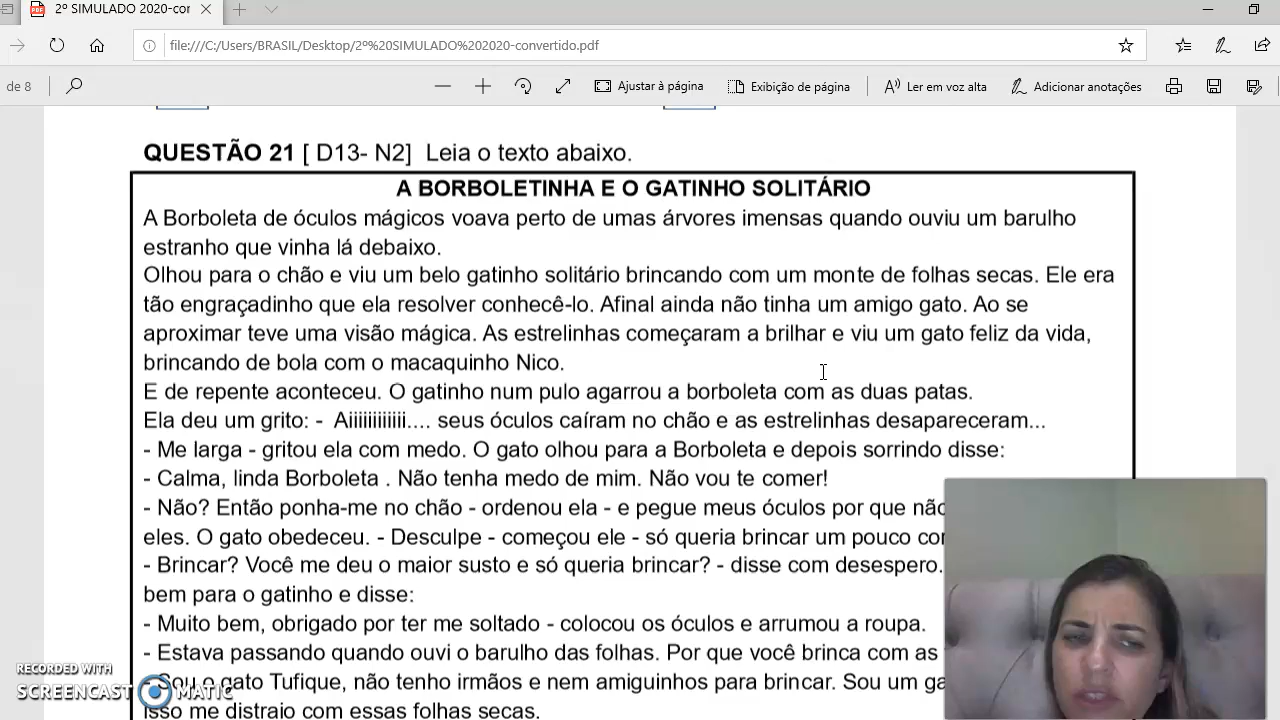 2º SIMULADO 2020-cor
file:///C:/Users/BRASIL/Desktop/2º%20SIMULADO%202020-convertido.pdf
de 8
Ajustar à página
Exibição de página
Ler em voz alta
Adicionar anotações
QUESTÃO 21 [ D13- N2] Leia o texto abaixo.
A BORBOLETINHA E O GATINHO SOLITÁRIO
A Borboleta de óculos mágicos voava perto de umas árvores imensas quando ouviu um barulho
estranho que vinha lá debaixo.
Olhou para o chão e viu um belo gatinho solitário brincando com um monte de folhas secas. Ele era
tão engraçadinho que ela resolver conhecê-lo. Afinal ainda não tinha um amigo gato. Ao se
aproximar teve uma visão mágica. As estrelinhas começaram a brilhar e viu um gato feliz da vida,
brincando de bola com o macaquinho Nico.
E de repente aconteceu. O gatinho num pulo agarrou a borboleta com as duas patas.
Ela deu um grito: - Aiiiiiiiiiiii.... seus óculos caíram no chão e as estrelinhas desapareceram...
- Me larga - gritou ela com medo. O gato olhou para a Borboleta e depois sorrindo disse:
- Calma, linda Borboleta . Não tenha medo de mim. Não vou te comer!
- Não? Então ponha-me no chão - ordenou ela - e pegue meus óculos por que não
eles. O gato obedeceu. - Desculpe - começou ele - só queria brincar um pouco
- Brincar? Você me deu o maior susto e só queria brincar? - disse com desespero.
bem para o gatinho e disse:
- Muito bem, obrigado por ter me soltado - colocou os óculos e arrumou a roupa.
- Estava passando quando ouvi o barulho das folhas. Por que você brinca com as
- Sou o gato Tufique, não tenho irmãos e nem amiguinhos para brincar. Sou um
isso me distraio com essas folhas secas.
RECORDED WITH
SCREENCAST MATIC